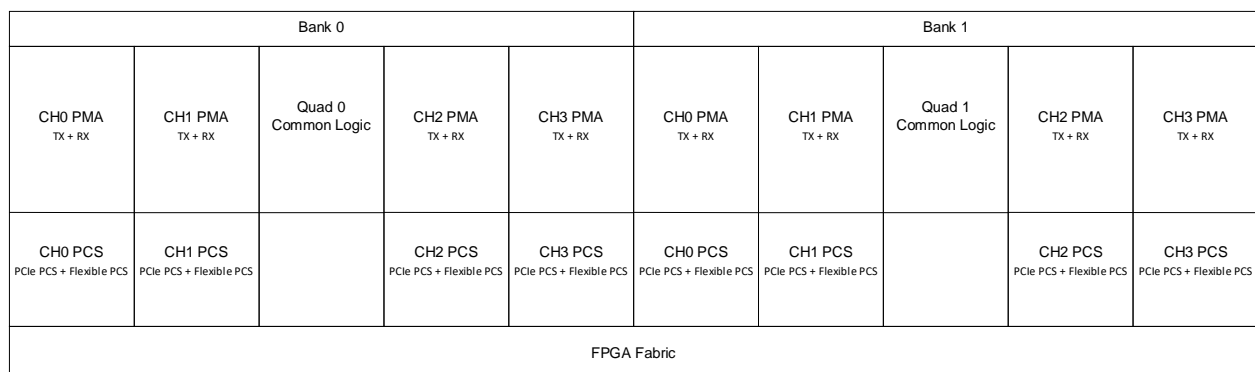 Bank 0
Bank 1
CH0 PMA
TX + RX
CH1 PMA
TX + RX
Quad 0
Common Logic
CH2 PMA
TX + RX
CH3 PMA
TX + RX
CH0 PMA
TX + RX
CH1 PMA
TX + RX
Quad 1
Common Logic
CH2 PMA
TX + RX
CH3 PMA
TX + RX
CH0 PCS
PCIe PCS + Flexible PCS
CH1 PCS
PCIe PCS + Flexible PCS
CH2 PCS
PCIe PCS + Flexible PCS
CH3 PCS
PCIe PCS + Flexible PCS
CH0 PCS
PCIe PCS + Flexible PCS
CH1 PCS
PCIe PCS + Flexible PCS
CH2 PCS
PCIe PCS + Flexible PCS
CH3 PCS
PCIe PCS + Flexible PCS
FPGA Fabric